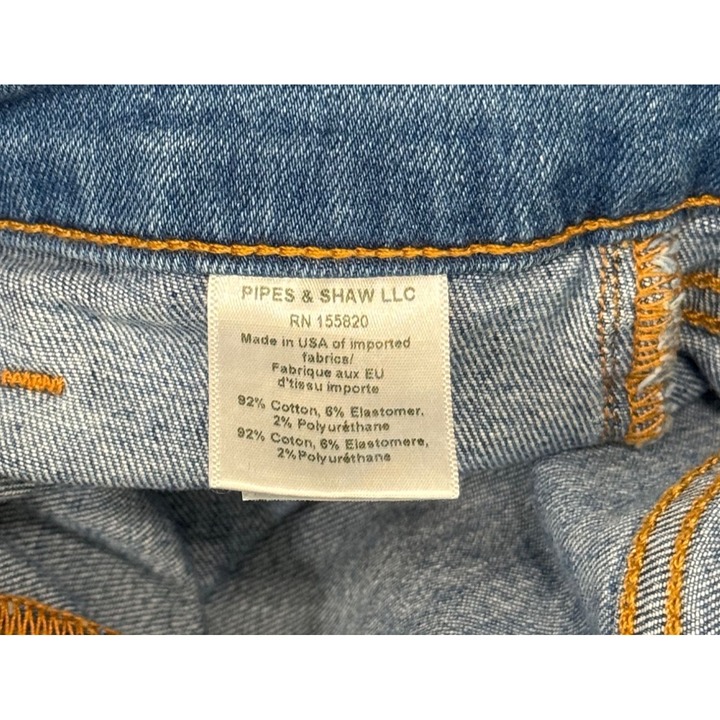 PIPES & SHAW LLC
RN 155820
Made in USA of imported
fabrics/
Fabrique aux EU
d'tissu importe
92% Cotton, 6% Elastomer,
2% Polyuréthane
92% Coton, 6% Elastomere,
2%Polyuréthane